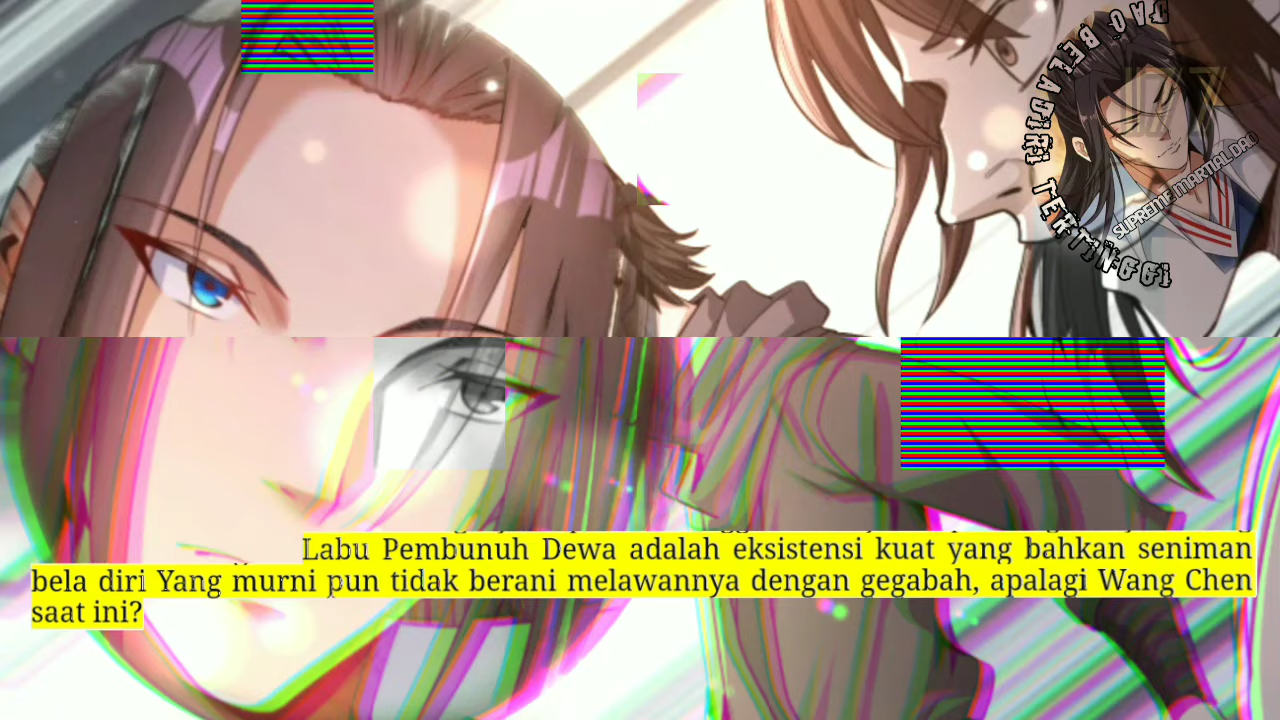 DAO BELADIRI TERTINGGI
SUPREME MARTIAL DAO
Labu Pembunuh Dewa adalah eksistensi kuat yang bahkan seniman
bela diri Yang murni pun tidak berani melawannya dengan gegabah, apalagi Wang Chen
saat ini?